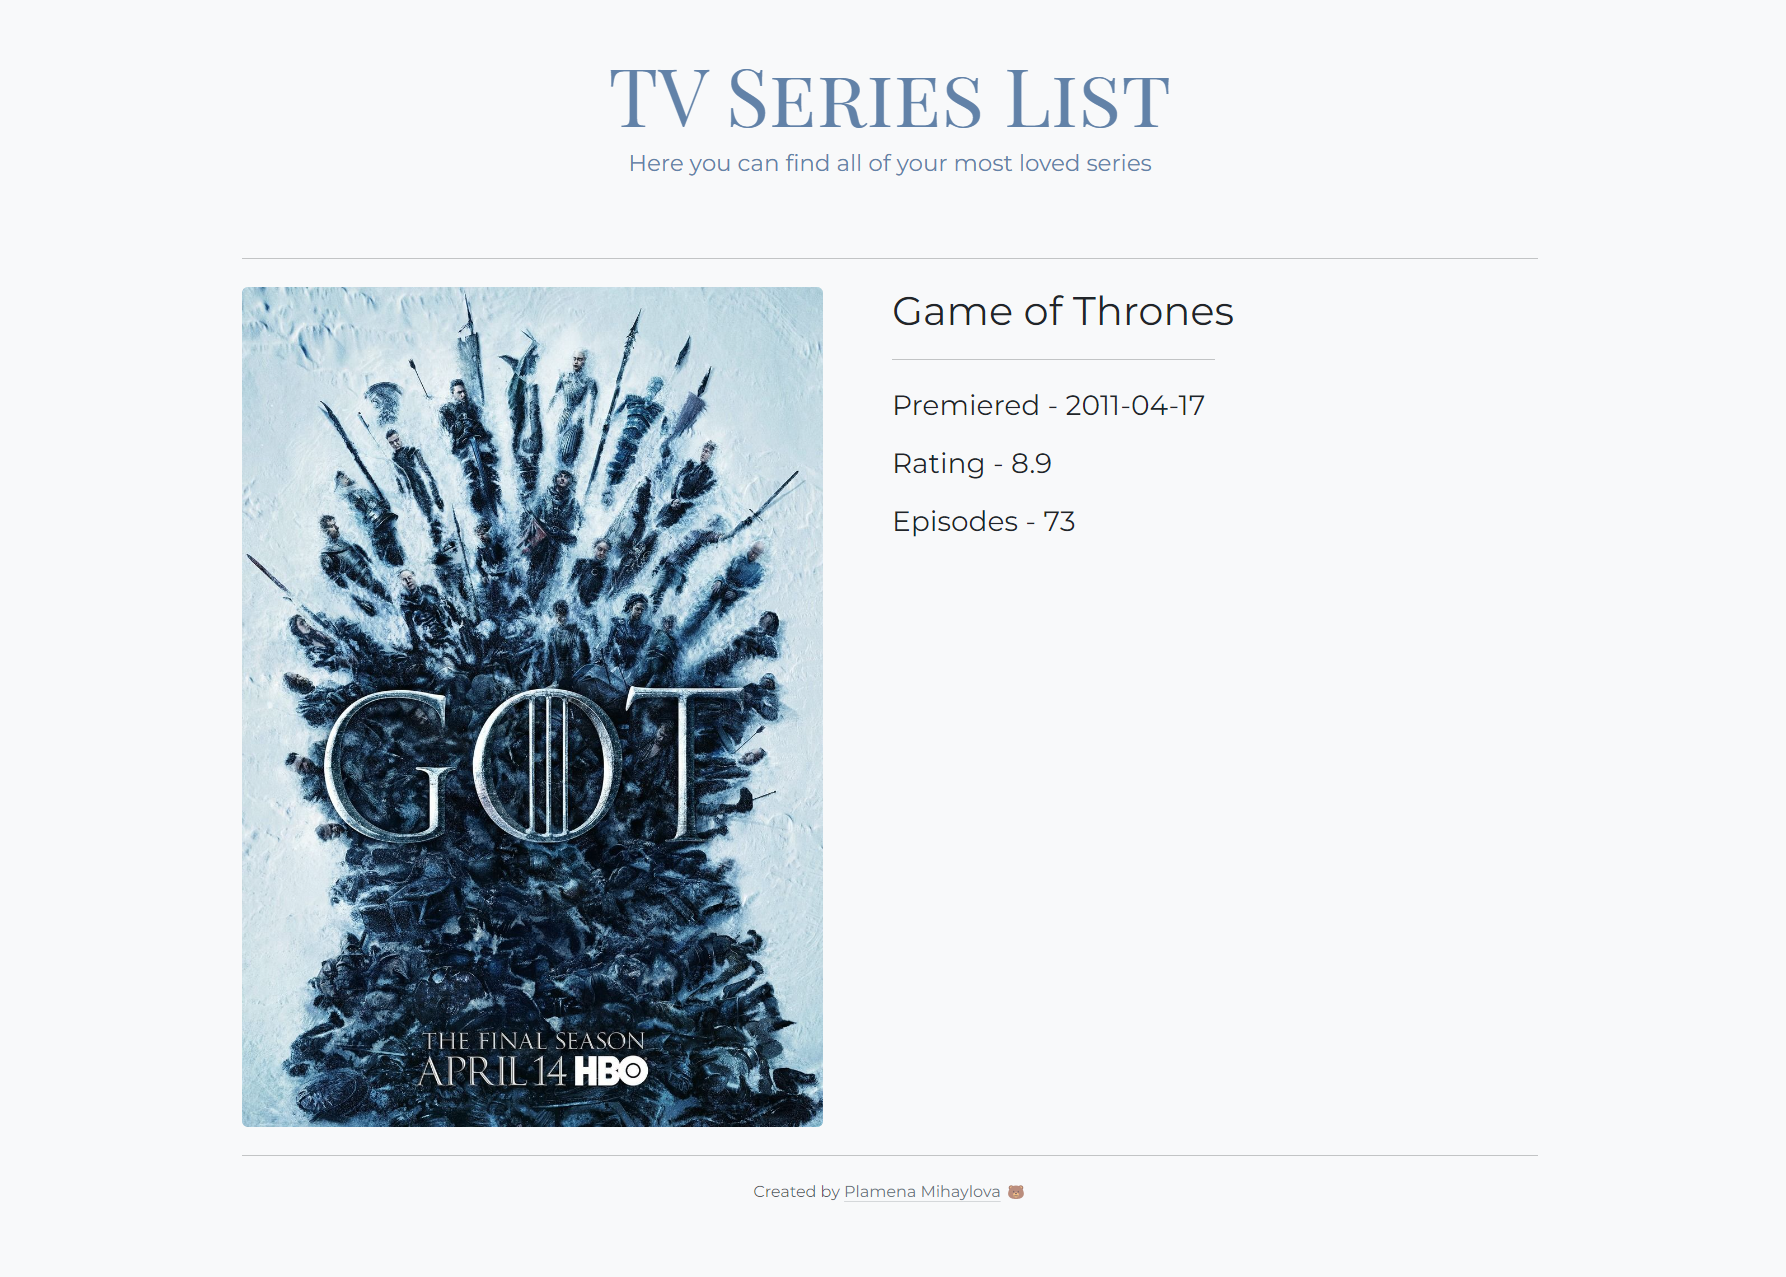 TV Series List
Here you can find all of your most loved series
Game of Thrones
Premiered - 2011-04-17
Rating - 8.9
Episodes - 73
GOT
THE FINAL SEASON
APRIL 14 HBO
Created by Plamena Mihaylova 🐻